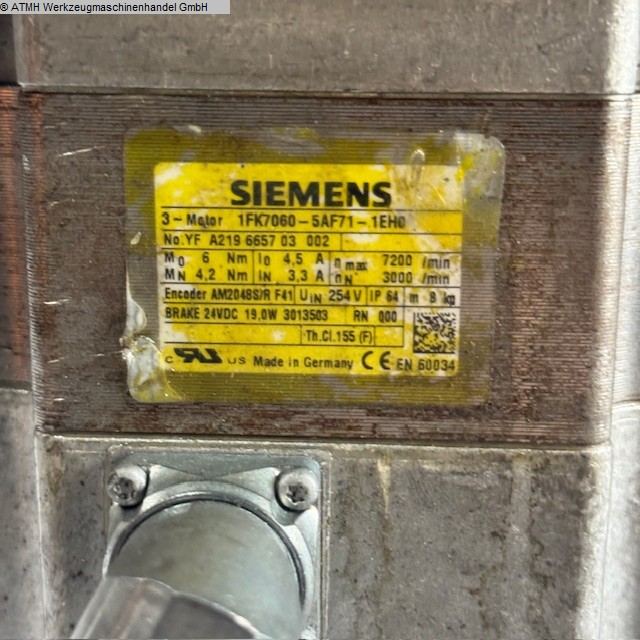 © ATMH Werkzeugmaschinenhandel GmbH
SIEMENS
3-Motor 1FK7060-5AF71-1EH0
No.YF A219 6657 03 002
M0 6 Nm I0 4,5 A nmax 7200 /min
MN 4,2 Nm IN 3,3 A nN 3000 /min
Encoder AM2048S/R F41 UIN 254 V IP 64 m 8 kg
BRAKE 24VDC 19,0W 3013503 RN 000
Th.Cl.155 (F)
c RU US Made in Germany CE EN 60034